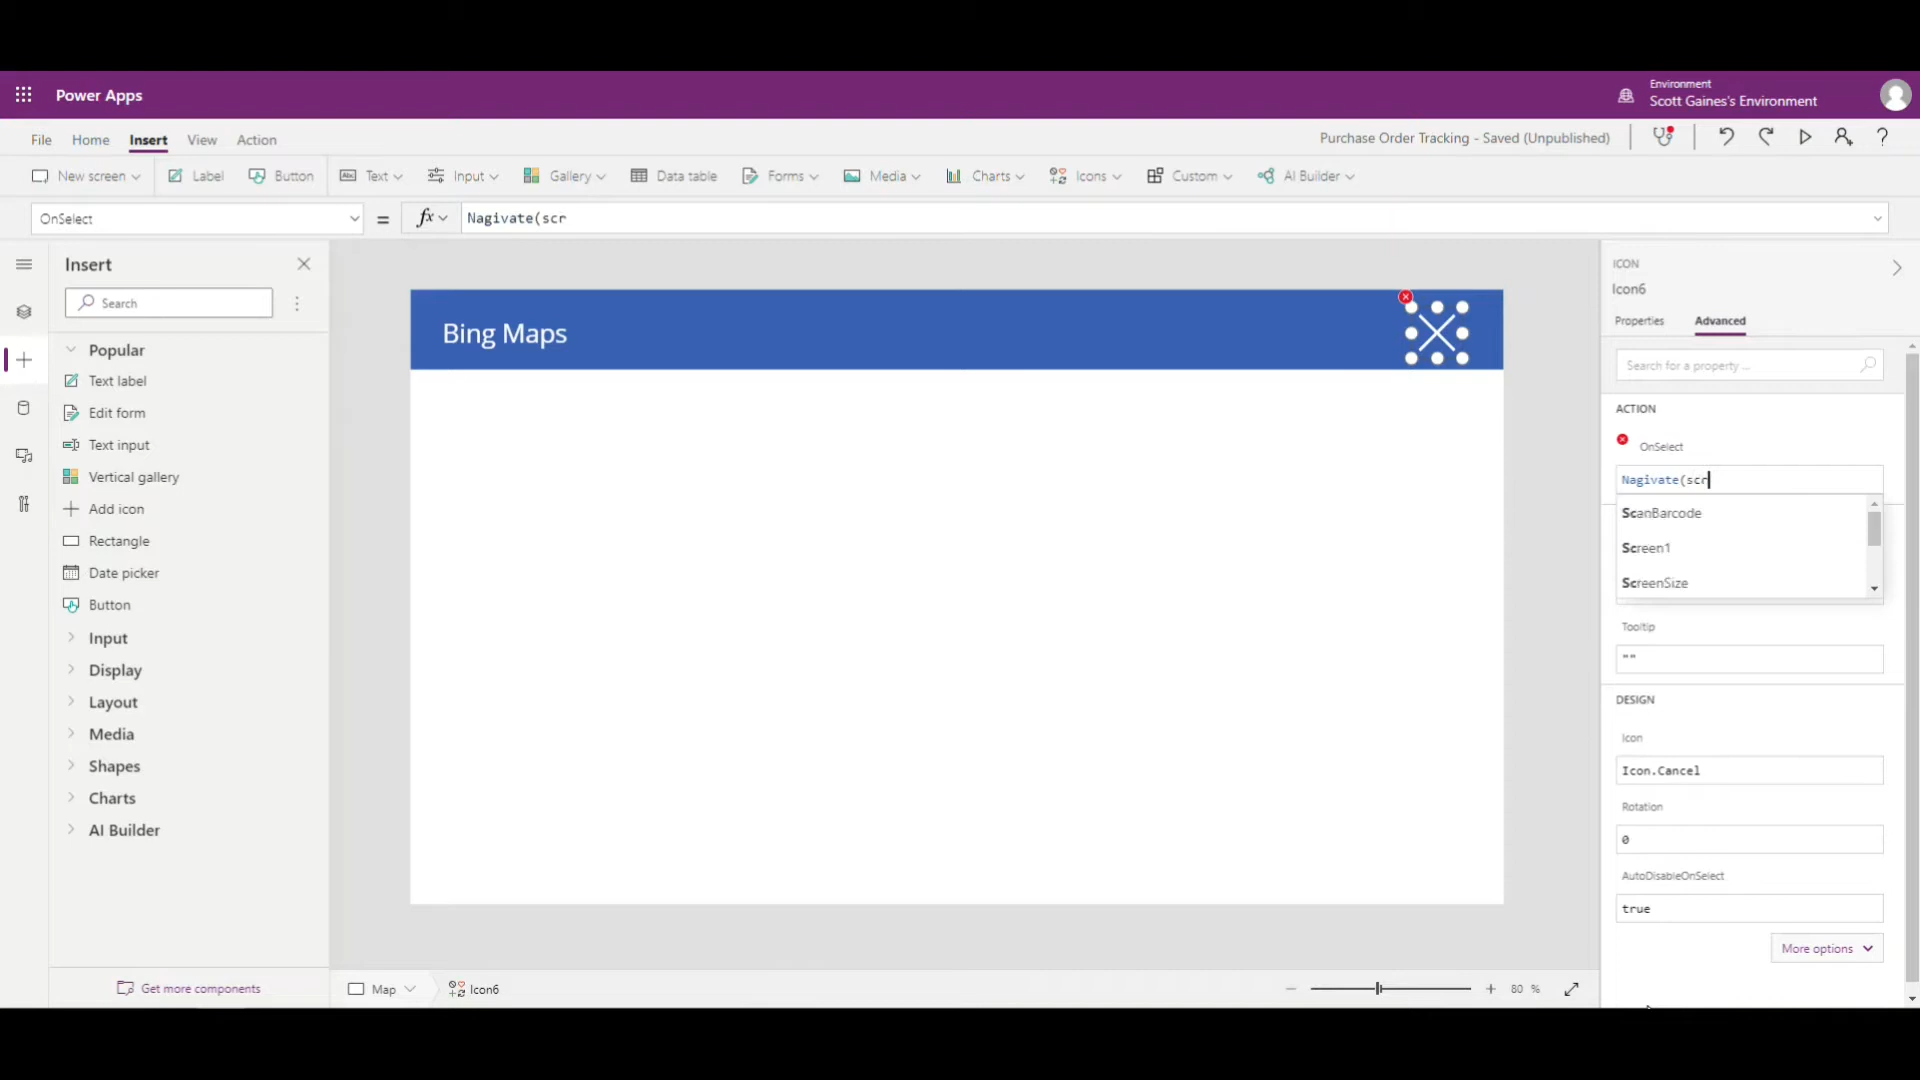 Power Apps
Environment
Scott Gaines's Environment
File Home Insert View Action
Purchase Order Tracking - Saved (Unpublished)
New screen Label Button Text Input Gallery Data table Forms Media Charts Icons Custom AI Builder
OnSelect = fx Nagivate(scr
Insert
Search
Popular
Text label
Edit form
Text input
Vertical gallery
Add icon
Rectangle
Date picker
Button
Input
Display
Layout
Media
Shapes
Charts
AI Builder
Get more components
Bing Maps
Map Icon6
80 %
ICON
Icon6
Properties Advanced
Search for a property ...
ACTION
OnSelect
Nagivate(scr
ScanBarcode
Screen1
ScreenSize
Tooltip
""
DESIGN
Icon
Icon.Cancel
Rotation
0
AutoDisableOnSelect
true
More options